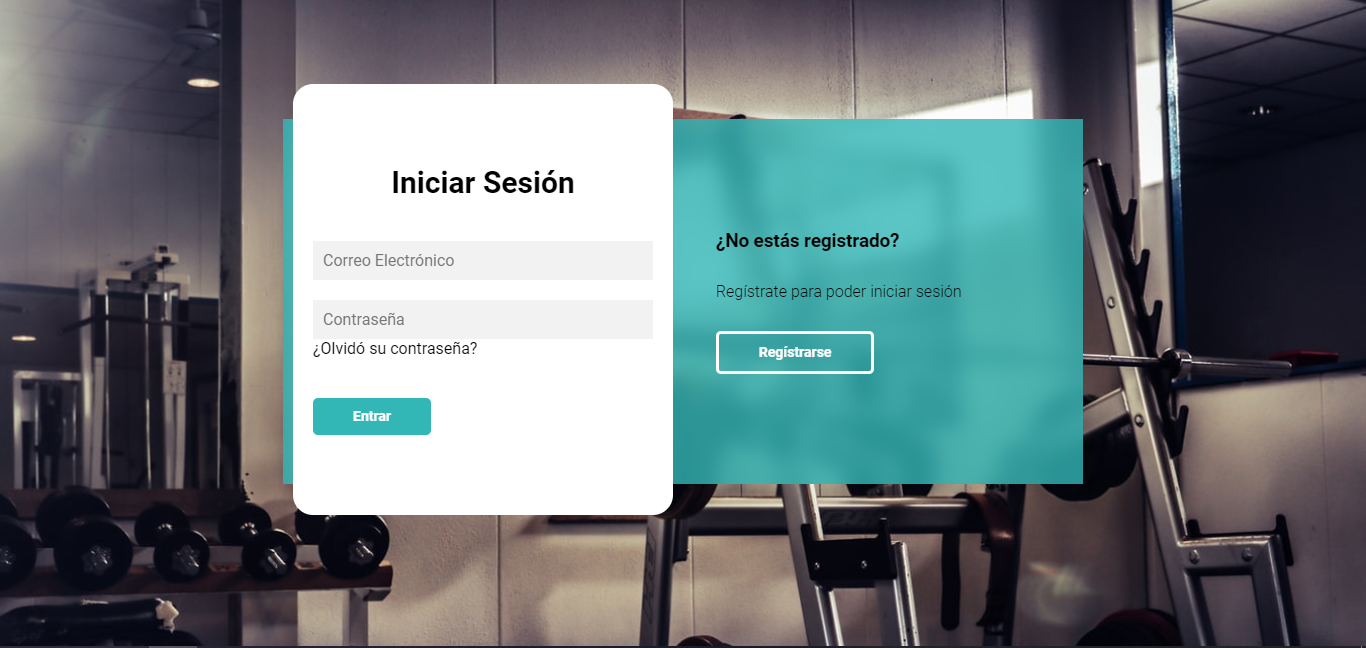 Iniciar Sesión
Correo Electrónico
Contraseña
¿Olvidó su contraseña?
Entrar
¿No estás registrado?
Regístrate para poder iniciar sesión
Regístrarse